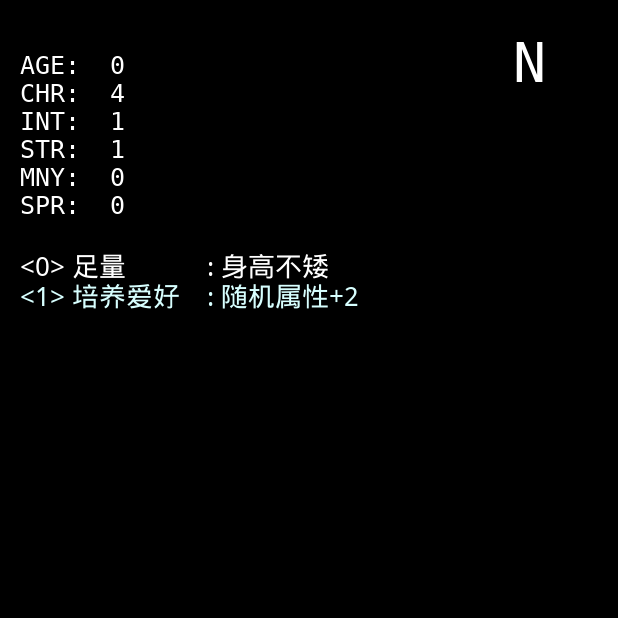 N
AGE: 0
CHR: 4
INT: 1
STR: 1
MNY: 0
SPR: 0
<0> 足量 : 身高不矮
<1> 培养爱好 : 随机属性+2